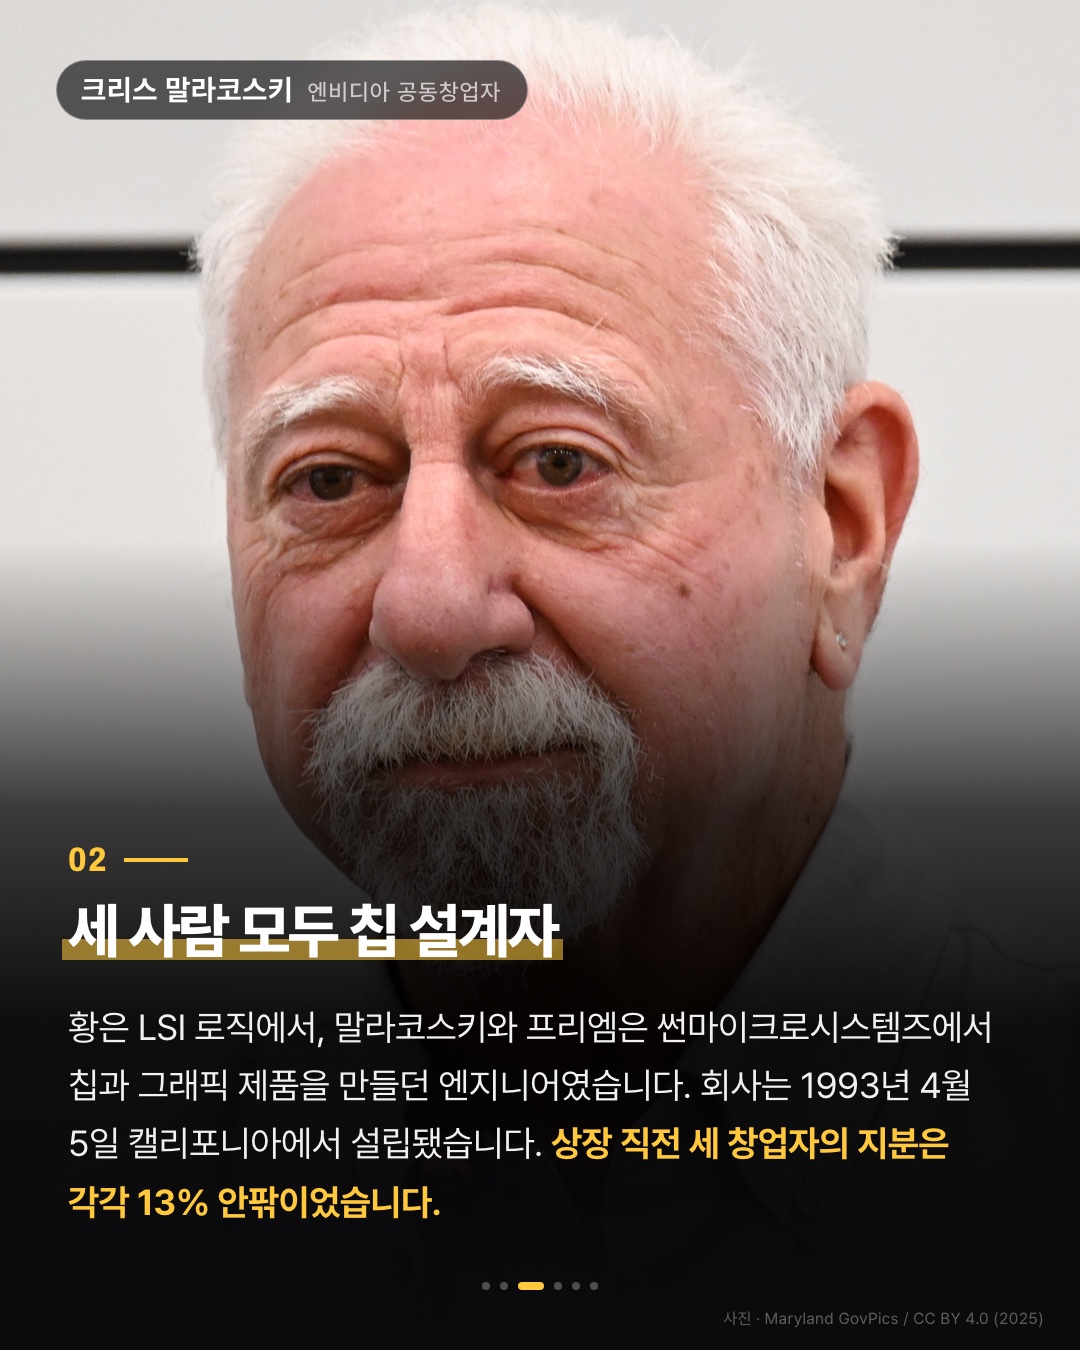 크리스 말라코스키 엔비디아 공동창업자
02
세 사람 모두 칩 설계자
황은 LSI 로직에서, 말라코스키와 프리엠은 썬마이크로시스템즈에서
칩과 그래픽 제품을 만들던 엔지니어였습니다. 회사는 1993년 4월
5일 캘리포니아에서 설립됐습니다. 상장 직전 세 창업자의 지분은
각각 13% 안팎이었습니다.
사진 · Maryland GovPics / CC BY 4.0 (2025)